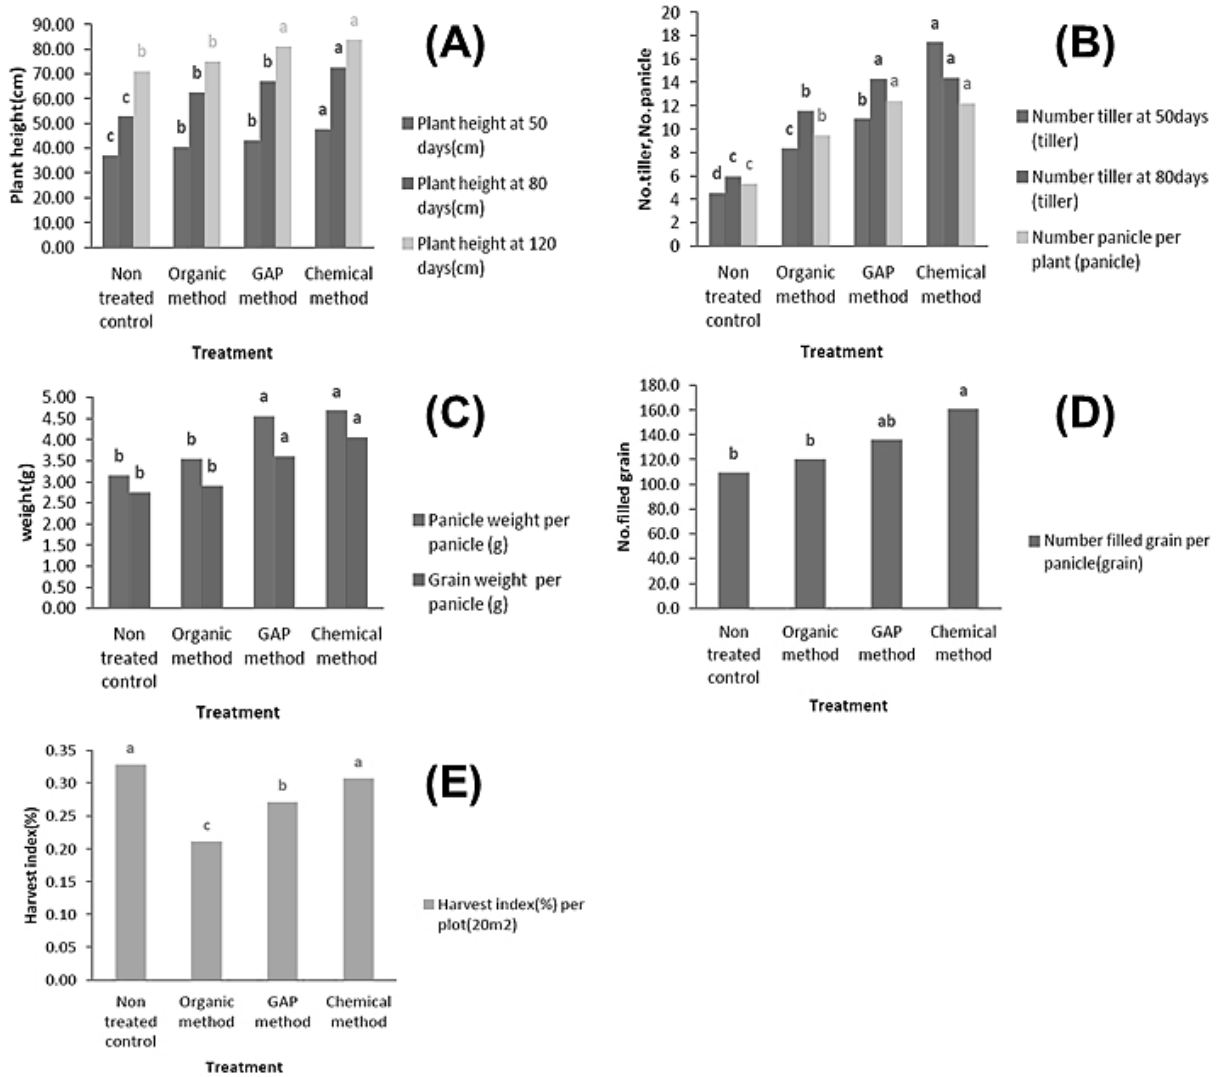 90.00
80.00
70.00
60.00
50.00
40.00
30.00
20.00
10.00
0.00
Plant height(cm)
c c b
b b b
b b a
a a a
Non treated control
Organic method
GAP method
Chemical method
Treatment
(A)
Plant height at 50
days(cm)
Plant height at 80
days(cm)
Plant height at 120
days(cm)
20
18
16
14
12
10
8
6
4
2
0
No.tiller,No.panicle
d c c
c b b
b a a
a a a
Non treated control
Organic method
GAP method
Chemical method
Treatment
(B)
Number tiller at 50days
(tiller)
Number tiller at 80days
(tiller)
Number panicle per
plant (panicle)
5.00
4.50
4.00
3.50
3.00
2.50
2.00
1.50
1.00
0.50
0.00
weight(g)
b b
b b
a a
a a
Non treated control
Organic method
GAP method
Chemical method
Treatment
(C)
Panicle weight per
panicle (g)
Grain weight per
panicle (g)
180.0
160.0
140.0
120.0
100.0
80.0
60.0
40.0
20.0
0.0
No.filled grain
b b ab a
Non treated control
Organic method
GAP method
Chemical method
Treatment
(D)
Number filled grain per
panicle(grain)
0.35
0.30
0.25
0.20
0.15
0.10
0.05
0.00
Harvest index(%)
a c b a
Non treated control
Organic method
GAP method
Chemical method
Treatment
(E)
Harvest index(%) per
plot(20m2)